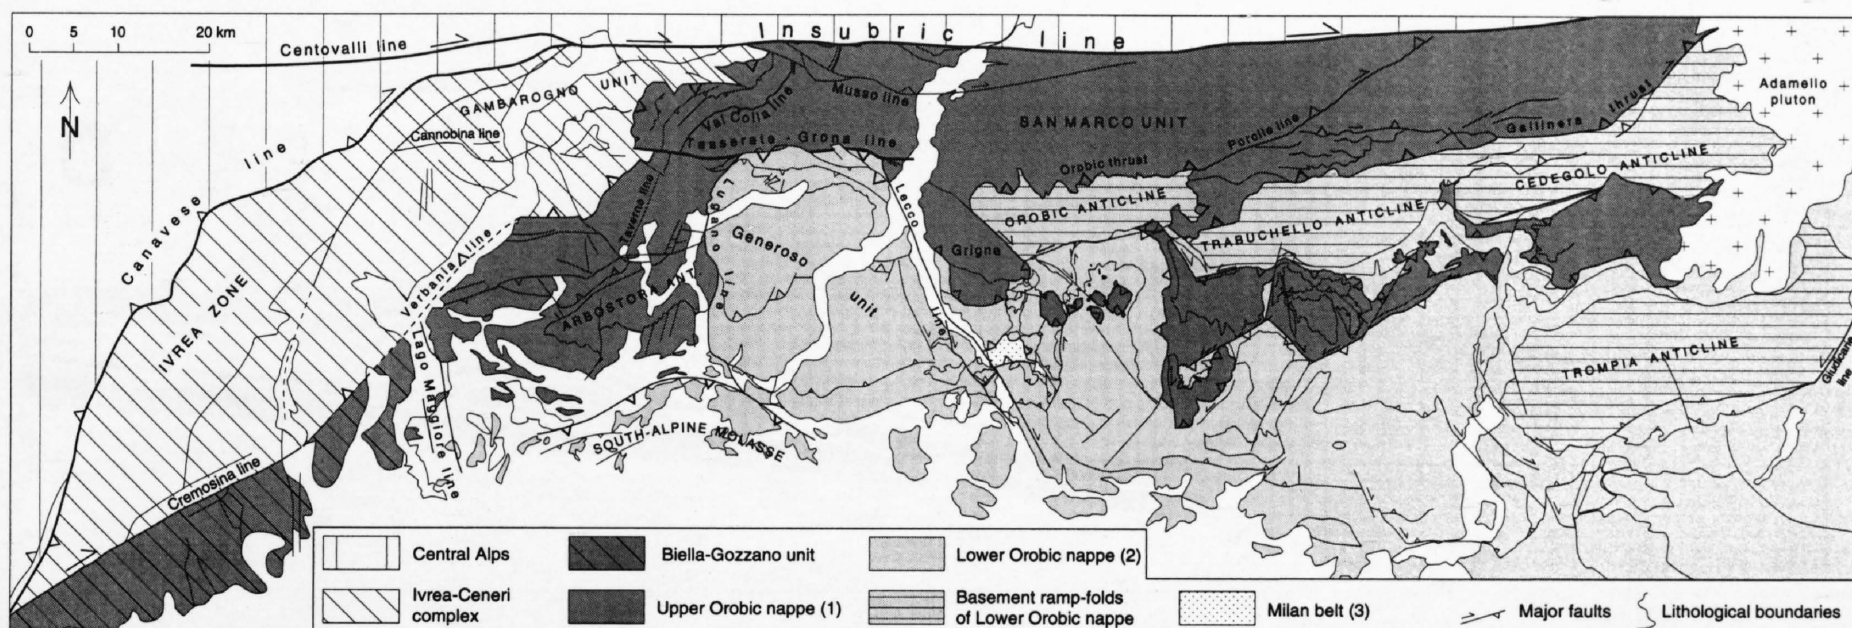 0 5 10 20 km
Centovalli line
Insubric line
N
GAMBAROGNO UNIT
Cannobina line
Canavese line
IVREA ZONE
Val Colla line
Musso line
Tesserete - Grona line
SAN MARCO UNIT
Porcile line
Gallinera thrust
Adamello pluton
Orobic thrust
OROBIC ANTICLINE
TRABUCHELLO ANTICLINE
CEDEGOLO ANTICLINE
Taverne line
Lugano line
Generoso unit
Lecco line
Grigne
Verbania line
ARBOSTORA ANT
Lago Maggiore line
SOUTH-ALPINE MOLASSE
Cremosina line
TROMPIA ANTICLINE
Giudicarie line
Central Alps
Ivrea-Ceneri
complex
Biella-Gozzano unit
Upper Orobic nappe (1)
Lower Orobic nappe (2)
Basement ramp-folds
of Lower Orobic nappe
Milan belt (3)
Major faults
Lithological boundaries